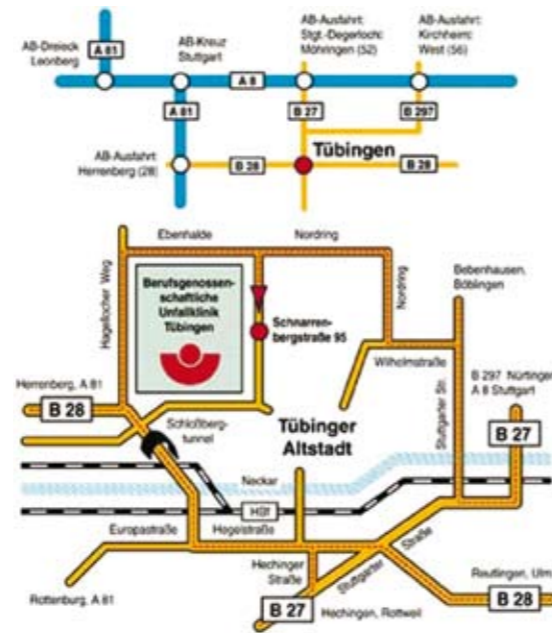 A 81
AB-Dreieck
Leonberg
AB-Kreuz
Stuttgart
AB-Ausfahrt:
Stgt.-Degerloch:
Möhringen (52)
AB-Ausfahrt:
Kirchheim:
West (56)
A 8
A 81
B 27
B 297
AB-Ausfahrt:
Herrenberg (28)
B 28
Tübingen
B 28
Ebenhalde
Nordring
Hagellocher Weg
Berufsgenossen-
schaftliche
Unfallklinik
Tübingen
Schnarren-
bergstraße 95
Nordring
Bebenhausen,
Böblingen
Wilhelmstraße
Stuttgarter Str.
B 297 Nürtingen
A 8 Stuttgart
B 27
Herrenberg, A 81
B 28
Schloßberg-
tunnel
Tübinger
Altstadt
Neckar
Hbf
Europastraße
Hegelstraße
Hechinger
Straße
Stuttgarter
Straße
Rottenburg, A 81
B 27
Hechingen, Rottweil
Reutlingen, Ulm
B 28